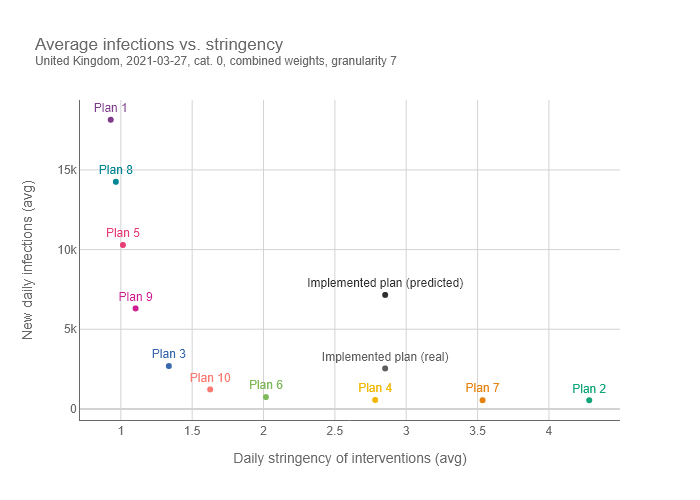 Average infections vs. stringency
United Kingdom, 2021-03-27, cat. 0, combined weights, granularity 7
Plan 1
15k
Plan 8
Plan 5
10k
Implemented plan (predicted)
Plan 9
5k
Plan 3
Implemented plan (real)
Plan 10
Plan 6
Plan 4
Plan 7
Plan 2
0
1
1.5
2
2.5
3
3.5
4
Daily stringency of interventions (avg)
New daily infections (avg)